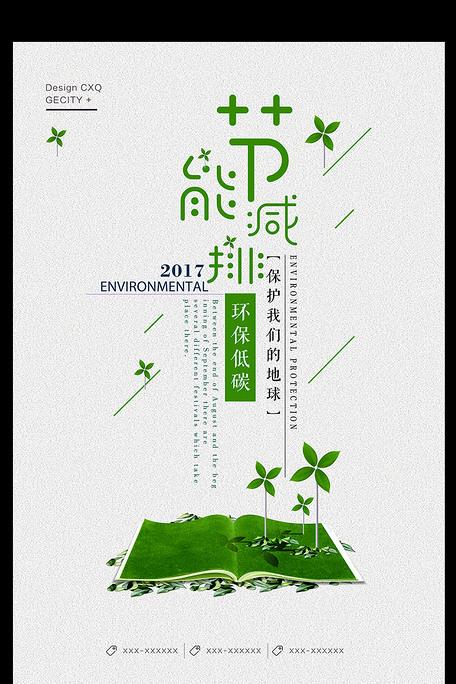 Design CXQ
GECITY +
节能减排
2017
ENVIRONMENTAL
环保低碳
【保护我们的地球】
ENVIRONMENTAL PROTECTION
Between the end of August and the beg
inning of September there are
several different festivals which take
place there,
xxx-xxxxxx
xxx-xxxxxx
xxx-xxxxxx